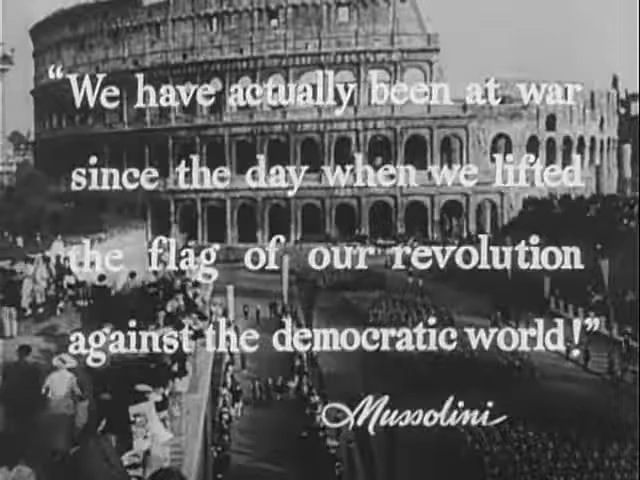 “We have actually been at war
since the day when we lifted
the flag of our revolution
against the democratic world!”
Mussolini